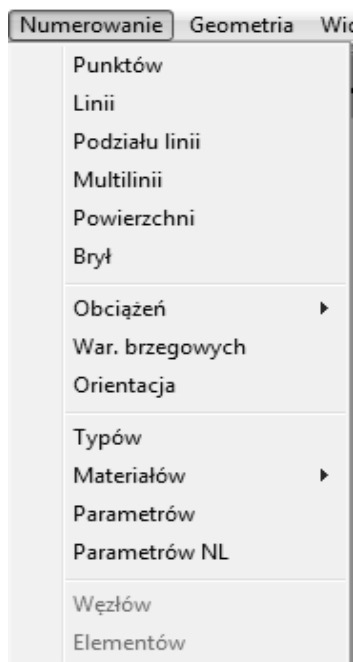 Numerowanie Geometria
Punktów
Linii
Podziału linii
Multilinii
Powierzchni
Brył
Obciążeń
War. brzegowych
Orientacja
Typów
Materiałów
Parametrów
Parametrów NL
Węzłów
Elementów